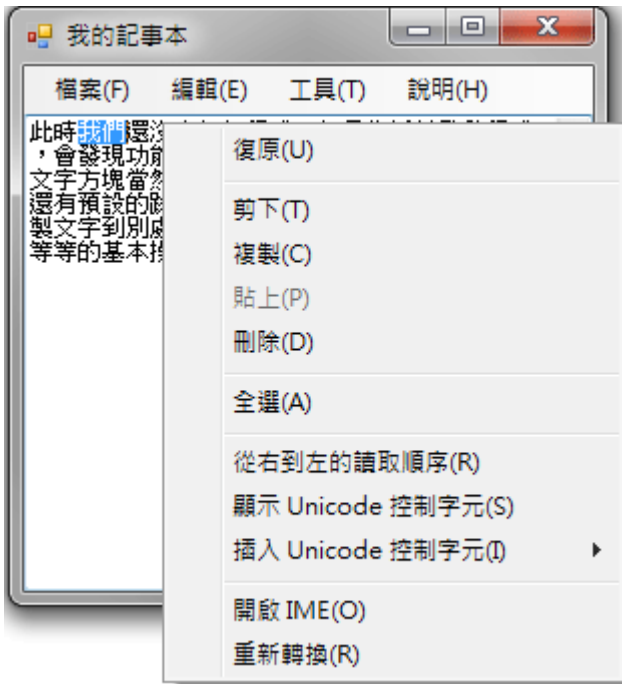 我的記事本
檔案(F) 編輯(E) 工具(T) 說明(H)
此時我們還
，會發現功
文字方塊當
還有預設的
製文字到別
等等的基本
復原(U)
剪下(T)
複製(C)
貼上(P)
刪除(D)
全選(A)
從右到左的讀取順序(R)
顯示 Unicode 控制字元(S)
插入 Unicode 控制字元(I)
開啟 IME(O)
重新轉換(R)